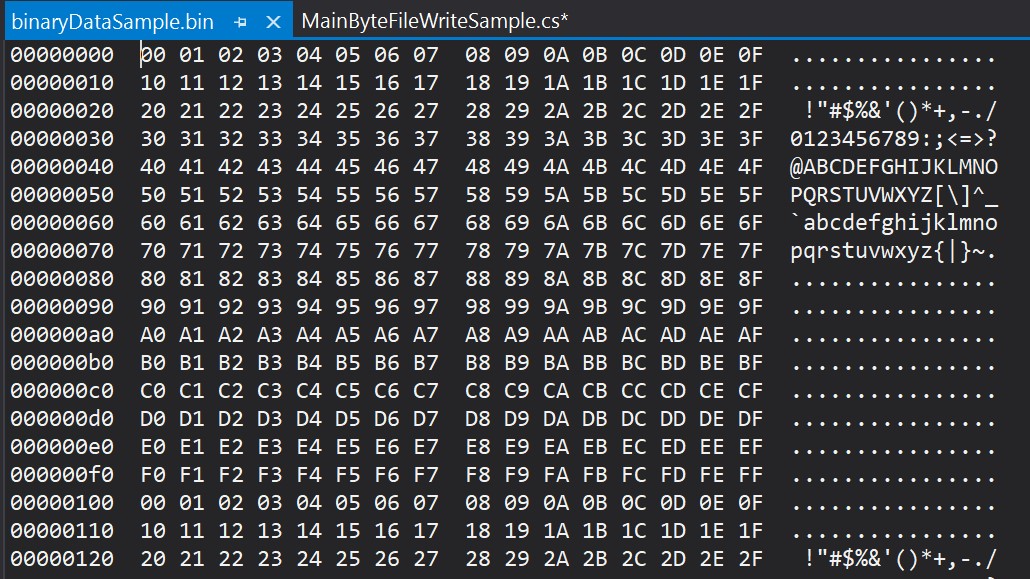 binaryDataSample.bin MainByteFileWriteSample.cs*
00000000 00 01 02 03 04 05 06 07 08 09 0A 0B 0C 0D 0E 0F ................
00000010 10 11 12 13 14 15 16 17 18 19 1A 1B 1C 1D 1E 1F ................
00000020 20 21 22 23 24 25 26 27 28 29 2A 2B 2C 2D 2E 2F  !"#$%&'()*+,-./
00000030 30 31 32 33 34 35 36 37 38 39 3A 3B 3C 3D 3E 3F 0123456789:;<=>?
00000040 40 41 42 43 44 45 46 47 48 49 4A 4B 4C 4D 4E 4F @ABCDEFGHIJKLMNO
00000050 50 51 52 53 54 55 56 57 58 59 5A 5B 5C 5D 5E 5F PQRSTUVWXYZ[\]^_
00000060 60 61 62 63 64 65 66 67 68 69 6A 6B 6C 6D 6E 6F `abcdefghijklmno
00000070 70 71 72 73 74 75 76 77 78 79 7A 7B 7C 7D 7E 7F pqrstuvwxyz{|}~.
00000080 80 81 82 83 84 85 86 87 88 89 8A 8B 8C 8D 8E 8F ................
00000090 90 91 92 93 94 95 96 97 98 99 9A 9B 9C 9D 9E 9F ................
000000a0 A0 A1 A2 A3 A4 A5 A6 A7 A8 A9 AA AB AC AD AE AF ................
000000b0 B0 B1 B2 B3 B4 B5 B6 B7 B8 B9 BA BB BC BD BE BF ................
000000c0 C0 C1 C2 C3 C4 C5 C6 C7 C8 C9 CA CB CC CD CE CF ................
000000d0 D0 D1 D2 D3 D4 D5 D6 D7 D8 D9 DA DB DC DD DE DF ................
000000e0 E0 E1 E2 E3 E4 E5 E6 E7 E8 E9 EA EB EC ED EE EF ................
000000f0 F0 F1 F2 F3 F4 F5 F6 F7 F8 F9 FA FB FC FD FE FF ................
00000100 00 01 02 03 04 05 06 07 08 09 0A 0B 0C 0D 0E 0F ................
00000110 10 11 12 13 14 15 16 17 18 19 1A 1B 1C 1D 1E 1F ................
00000120 20 21 22 23 24 25 26 27 28 29 2A 2B 2C 2D 2E 2F  !"#$%&'()*+,-./